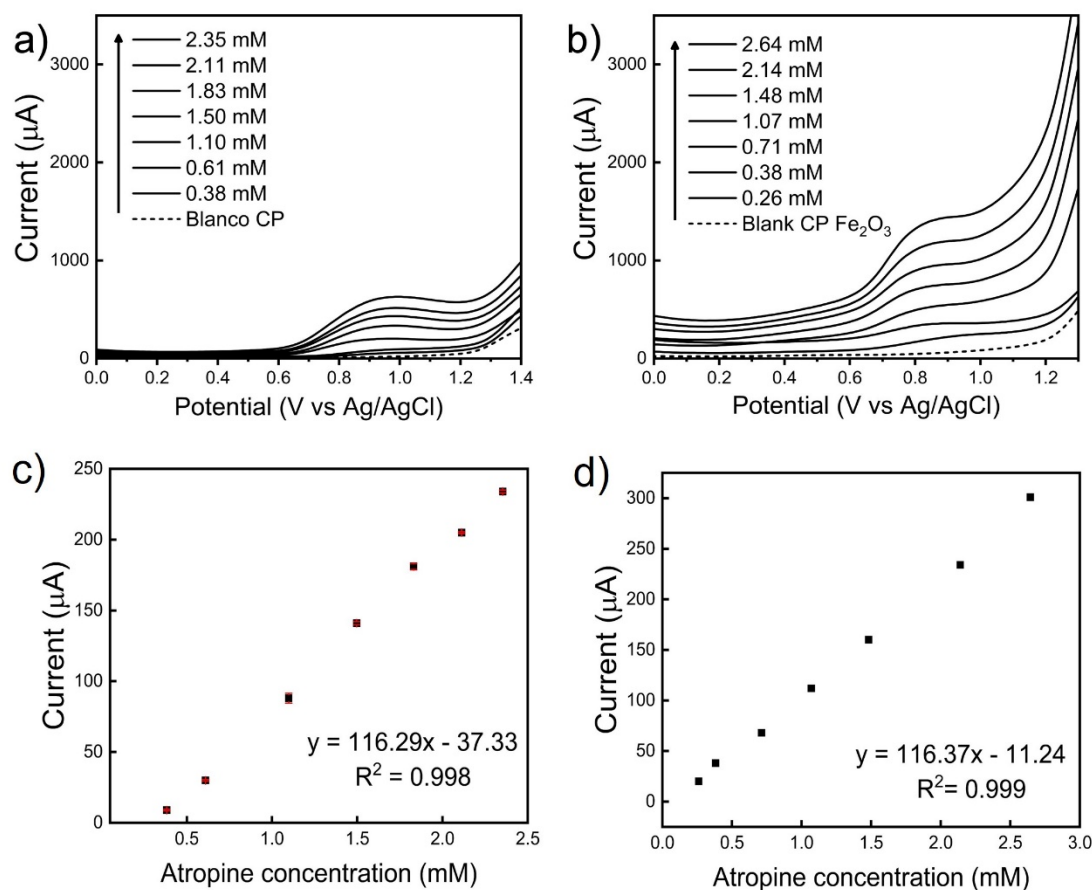 a)
3000
2000
1000
0
Current (μA)
2.35 mM
2.11 mM
1.83 mM
1.50 mM
1.10 mM
0.61 mM
0.38 mM
Blanco CP
0.0 0.2 0.4 0.6 0.8 1.0 1.2 1.4
Potential (V vs Ag/AgCl)
b)
3000
2000
1000
0
Current (μA)
2.64 mM
2.14 mM
1.48 mM
1.07 mM
0.71 mM
0.38 mM
0.26 mM
Blank CP Fe₂O₃
0.0 0.2 0.4 0.6 0.8 1.0 1.2
Potential (V vs Ag/AgCl)
c)
250
200
150
100
50
0
Current (μA)
y = 116.29x - 37.33
R² = 0.998
0.5 1.0 1.5 2.0 2.5
Atropine concentration (mM)
d)
300
250
200
150
100
50
0
Current (μA)
y = 116.37x - 11.24
R²= 0.999
0.0 0.5 1.0 1.5 2.0 2.5 3.0
Atropine concentration (mM)